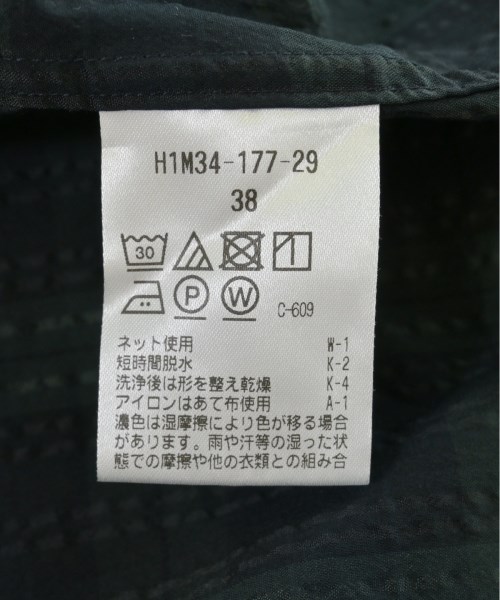 H1M34-177-29
38
30
P W C-609
ネット使用 W-1
短時間脱水 K-2
洗浄後は形を整え乾燥 K-4
アイロンはあて布使用 A-1
濃色は湿摩擦により色が移る場合
があります。雨や汗等の湿った状
態での摩擦や他の衣類との組み合